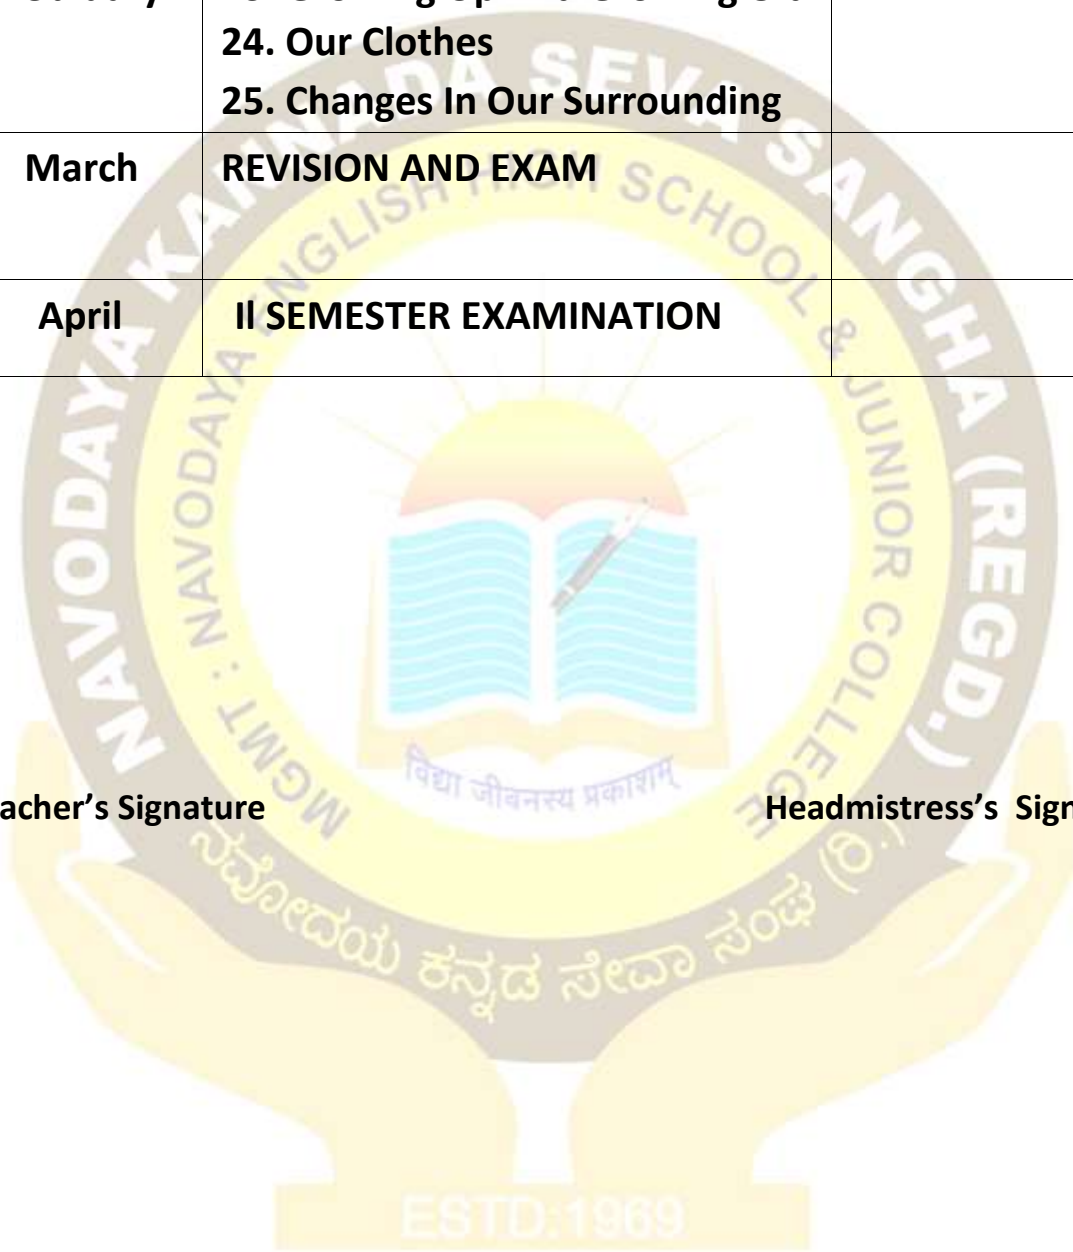 24. Our Clothes
25. Changes In Our Surrounding
March REVISION AND EXAM
April Il SEMESTER EXAMINATION
NAVODAYA KANNADA SEVA SANGHA (REGD.)
MGMT : NAVODAYA ENGLISH HIGH SCHOOL & JUNIOR COLLEGE
विद्या जीवनस्य प्रकाशम्
acher’s Signature Headmistress’s Sign
ನವೋದಯ ಕನ್ನಡ ಸೇವಾ ಸಂಘ (ರಿ.)
ESTD:1969